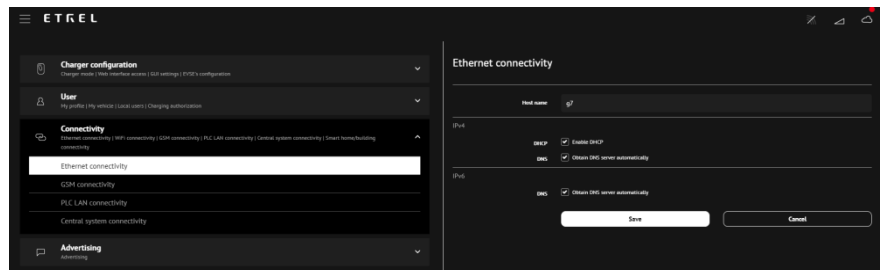 ETREL
Charger configuration
Charger mode | Web interface access | GUI settings | EVSE's configuration
User
My profile | My vehicle | Local users | Charging authorization
Connectivity
Ethernet connectivity | WiFi connectivity | GSM connectivity | PLC LAN connectivity | Central system connectivity | Smart home/building
connectivity
Ethernet connectivity
GSM connectivity
PLC LAN connectivity
Central system connectivity
Advertising
Advertising
Ethernet connectivity
Host name g7
IPv4
DHCP Enable DHCP
DNS Obtain DNS server automatically
IPv6
DNS Obtain DNS server automatically
Save Cancel